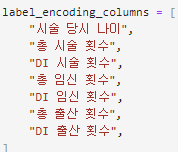 label_encoding_columns = [
"시술 당시 나이",
"총 시술 횟수",
"DI 시술 횟수",
"총 임신 횟수",
"DI 임신 횟수",
"총 출산 횟수",
"DI 출산 횟수",
]